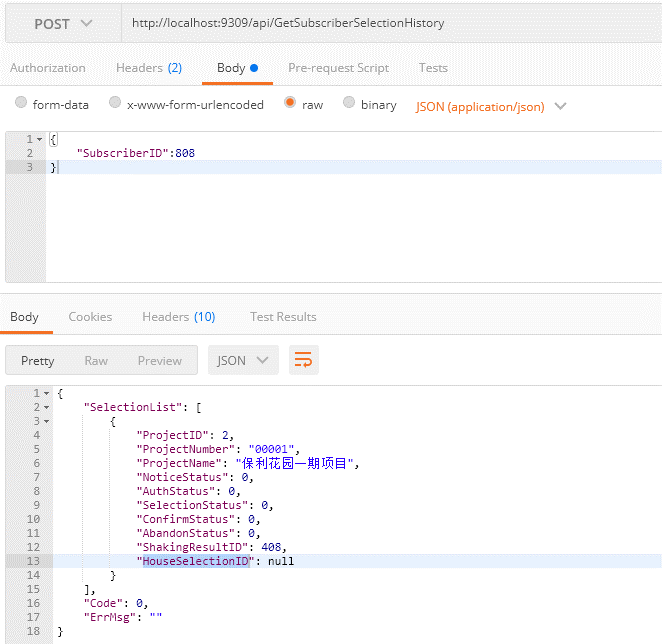 POST http://localhost:9309/api/GetSubscriberSelectionHistory
Authorization Headers (2) Body Pre-request Script Tests
form-data x-www-form-urlencoded raw binary JSON (application/json)
1 {
2 "SubscriberID":808
3 }
Body Cookies Headers (10) Test Results
Pretty Raw Preview JSON
1 {
2 "SelectionList": [
3 {
4 "ProjectID": 2,
5 "ProjectNumber": "00001",
6 "ProjectName": "保利花园一期项目",
7 "NoticeStatus": 0,
8 "AuthStatus": 0,
9 "SelectionStatus": 0,
10 "ConfirmStatus": 0,
11 "AbandonStatus": 0,
12 "ShakingResultID": 408,
13 "HouseSelectionID": null
14 }
15 ],
16 "Code": 0,
17 "ErrMsg": ""
18 }